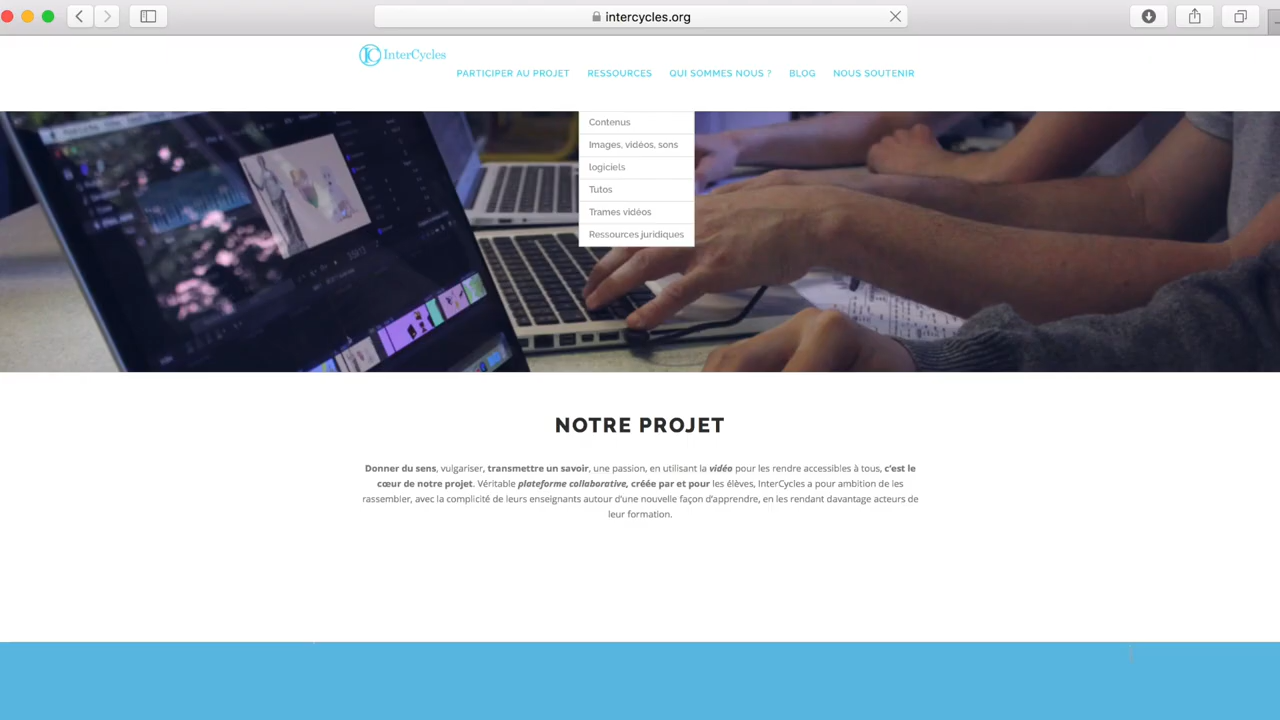 intercycles.org
InterCycles
PARTICIPER AU PROJET RESSOURCES QUI SOMMES NOUS ? BLOG NOUS SOUTENIR
Contenus
Images, vidéos, sons
logiciels
Tutos
Trames vidéos
Ressources juridiques
NOTRE PROJET
Donner du sens, vulgariser, transmettre un savoir, une passion, en utilisant la vidéo pour les rendre accessibles à tous, c'est le
cœur de notre projet. Véritable plateforme collaborative, créée par et pour les élèves, InterCycles a pour ambition de les
rassembler, avec la complicité de leurs enseignants autour d'une nouvelle façon d'apprendre, en les rendant davantage acteurs de
leur formation.